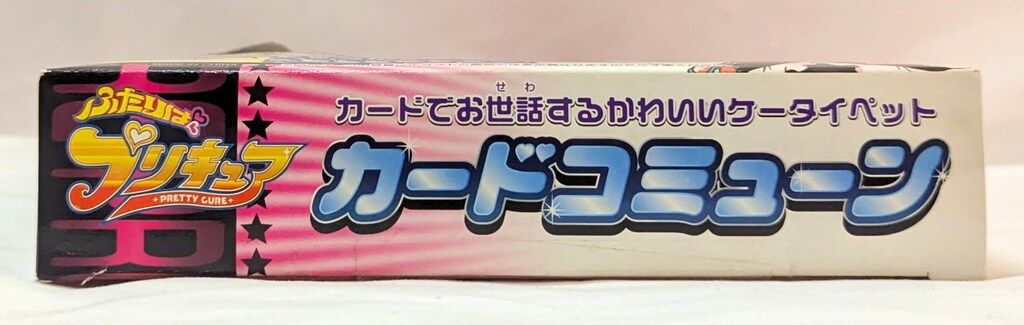 ふたりは
プリキュア
PRETTY CURE
せわ
カードでお世話するかわいいケータイペット
カードコミューン